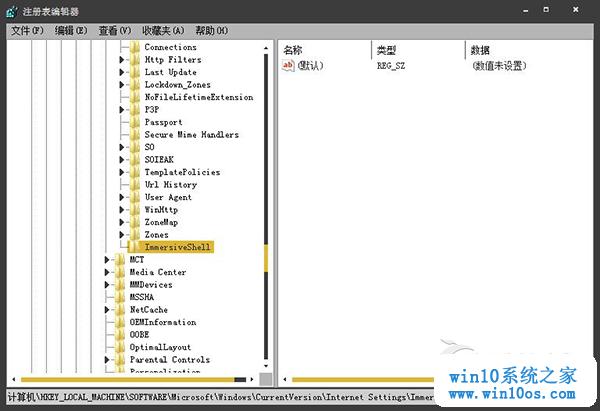 注册表编辑器
文件(F) 编辑(E) 查看(V) 收藏夹(A) 帮助(H)
Connections
Http Filters
Last Update
Lockdown_Zones
NoFileLifetimeExtension
P3P
Passport
Secure Mime Handlers
SO
SOIEAK
TemplatePolicies
Url History
User Agent
WinHttp
ZoneMap
Zones
ImmersiveShell
MCT
Media Center
MMDevices
MSSHA
NetCache
OEMInformation
OOBE
OptimalLayout
Parental Controls
Personalization
名称 类型 数据
ab (默认) REG_SZ (数值未设置)
计算机\HKEY_LOCAL_MACHINE\SOFTWARE\Microsoft\Windows\CurrentVersion\Internet Settings\Immer
win10系统之家
www.win10os.com